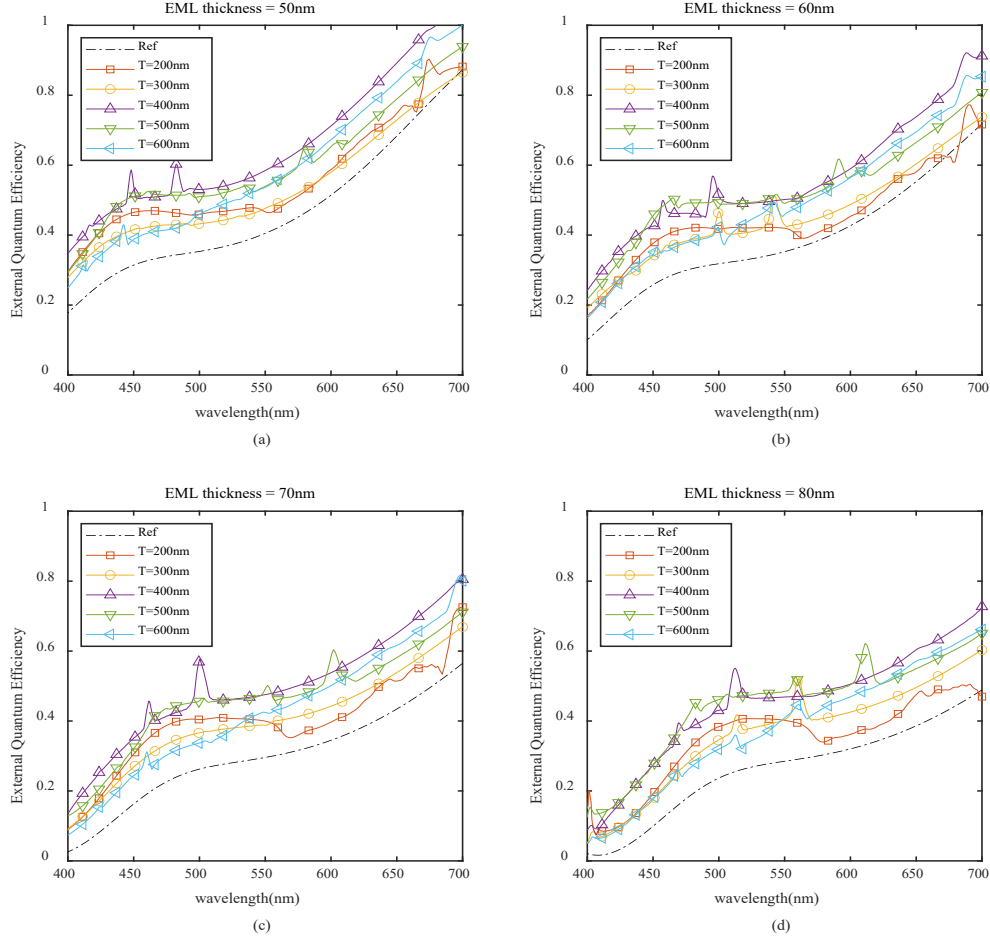 EML thickness = 50nm
1
0.8
0.6
0.4
0.2
0
External Quantum Efficiency
Ref
T=200nm
T=300nm
T=400nm
T=500nm
T=600nm
400 450 500 550 600 650 700
wavelength(nm)
(a)
EML thickness = 60nm
1
0.8
0.6
0.4
0.2
0
External Quantum Efficiency
Ref
T=200nm
T=300nm
T=400nm
T=500nm
T=600nm
400 450 500 550 600 650 700
wavelength(nm)
(b)
EML thickness = 70nm
1
0.8
0.6
0.4
0.2
0
External Quantum Efficiency
Ref
T=200nm
T=300nm
T=400nm
T=500nm
T=600nm
400 450 500 550 600 650 700
wavelength(nm)
(c)
EML thickness = 80nm
1
0.8
0.6
0.4
0.2
0
External Quantum Efficiency
Ref
T=200nm
T=300nm
T=400nm
T=500nm
T=600nm
400 450 500 550 600 650 700
wavelength(nm)
(d)